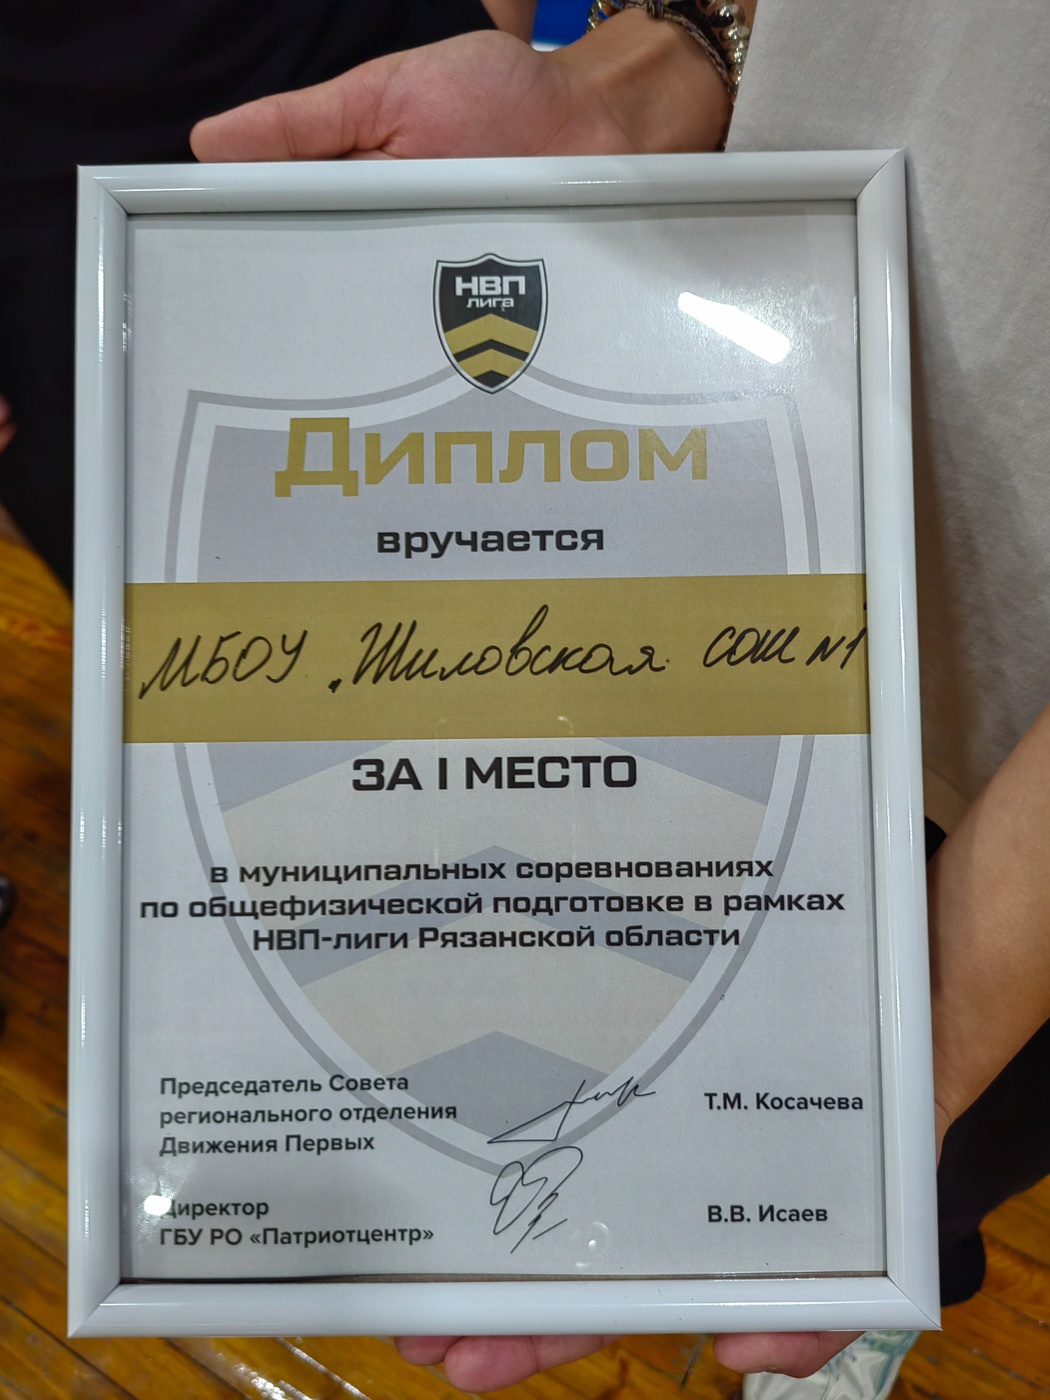 НВП
лига
Диплом
вручается
МБОУ „Шиловская СОШ №1"
ЗА I МЕСТО
в муниципальных соревнованиях
по общефизической подготовке в рамках
НВП-лиги Рязанской области
Председатель Совета
регионального отделения
Движения Первых
Т.М. Косачева
Директор
ГБУ РО «Патриотцентр»
В.В. Исаев